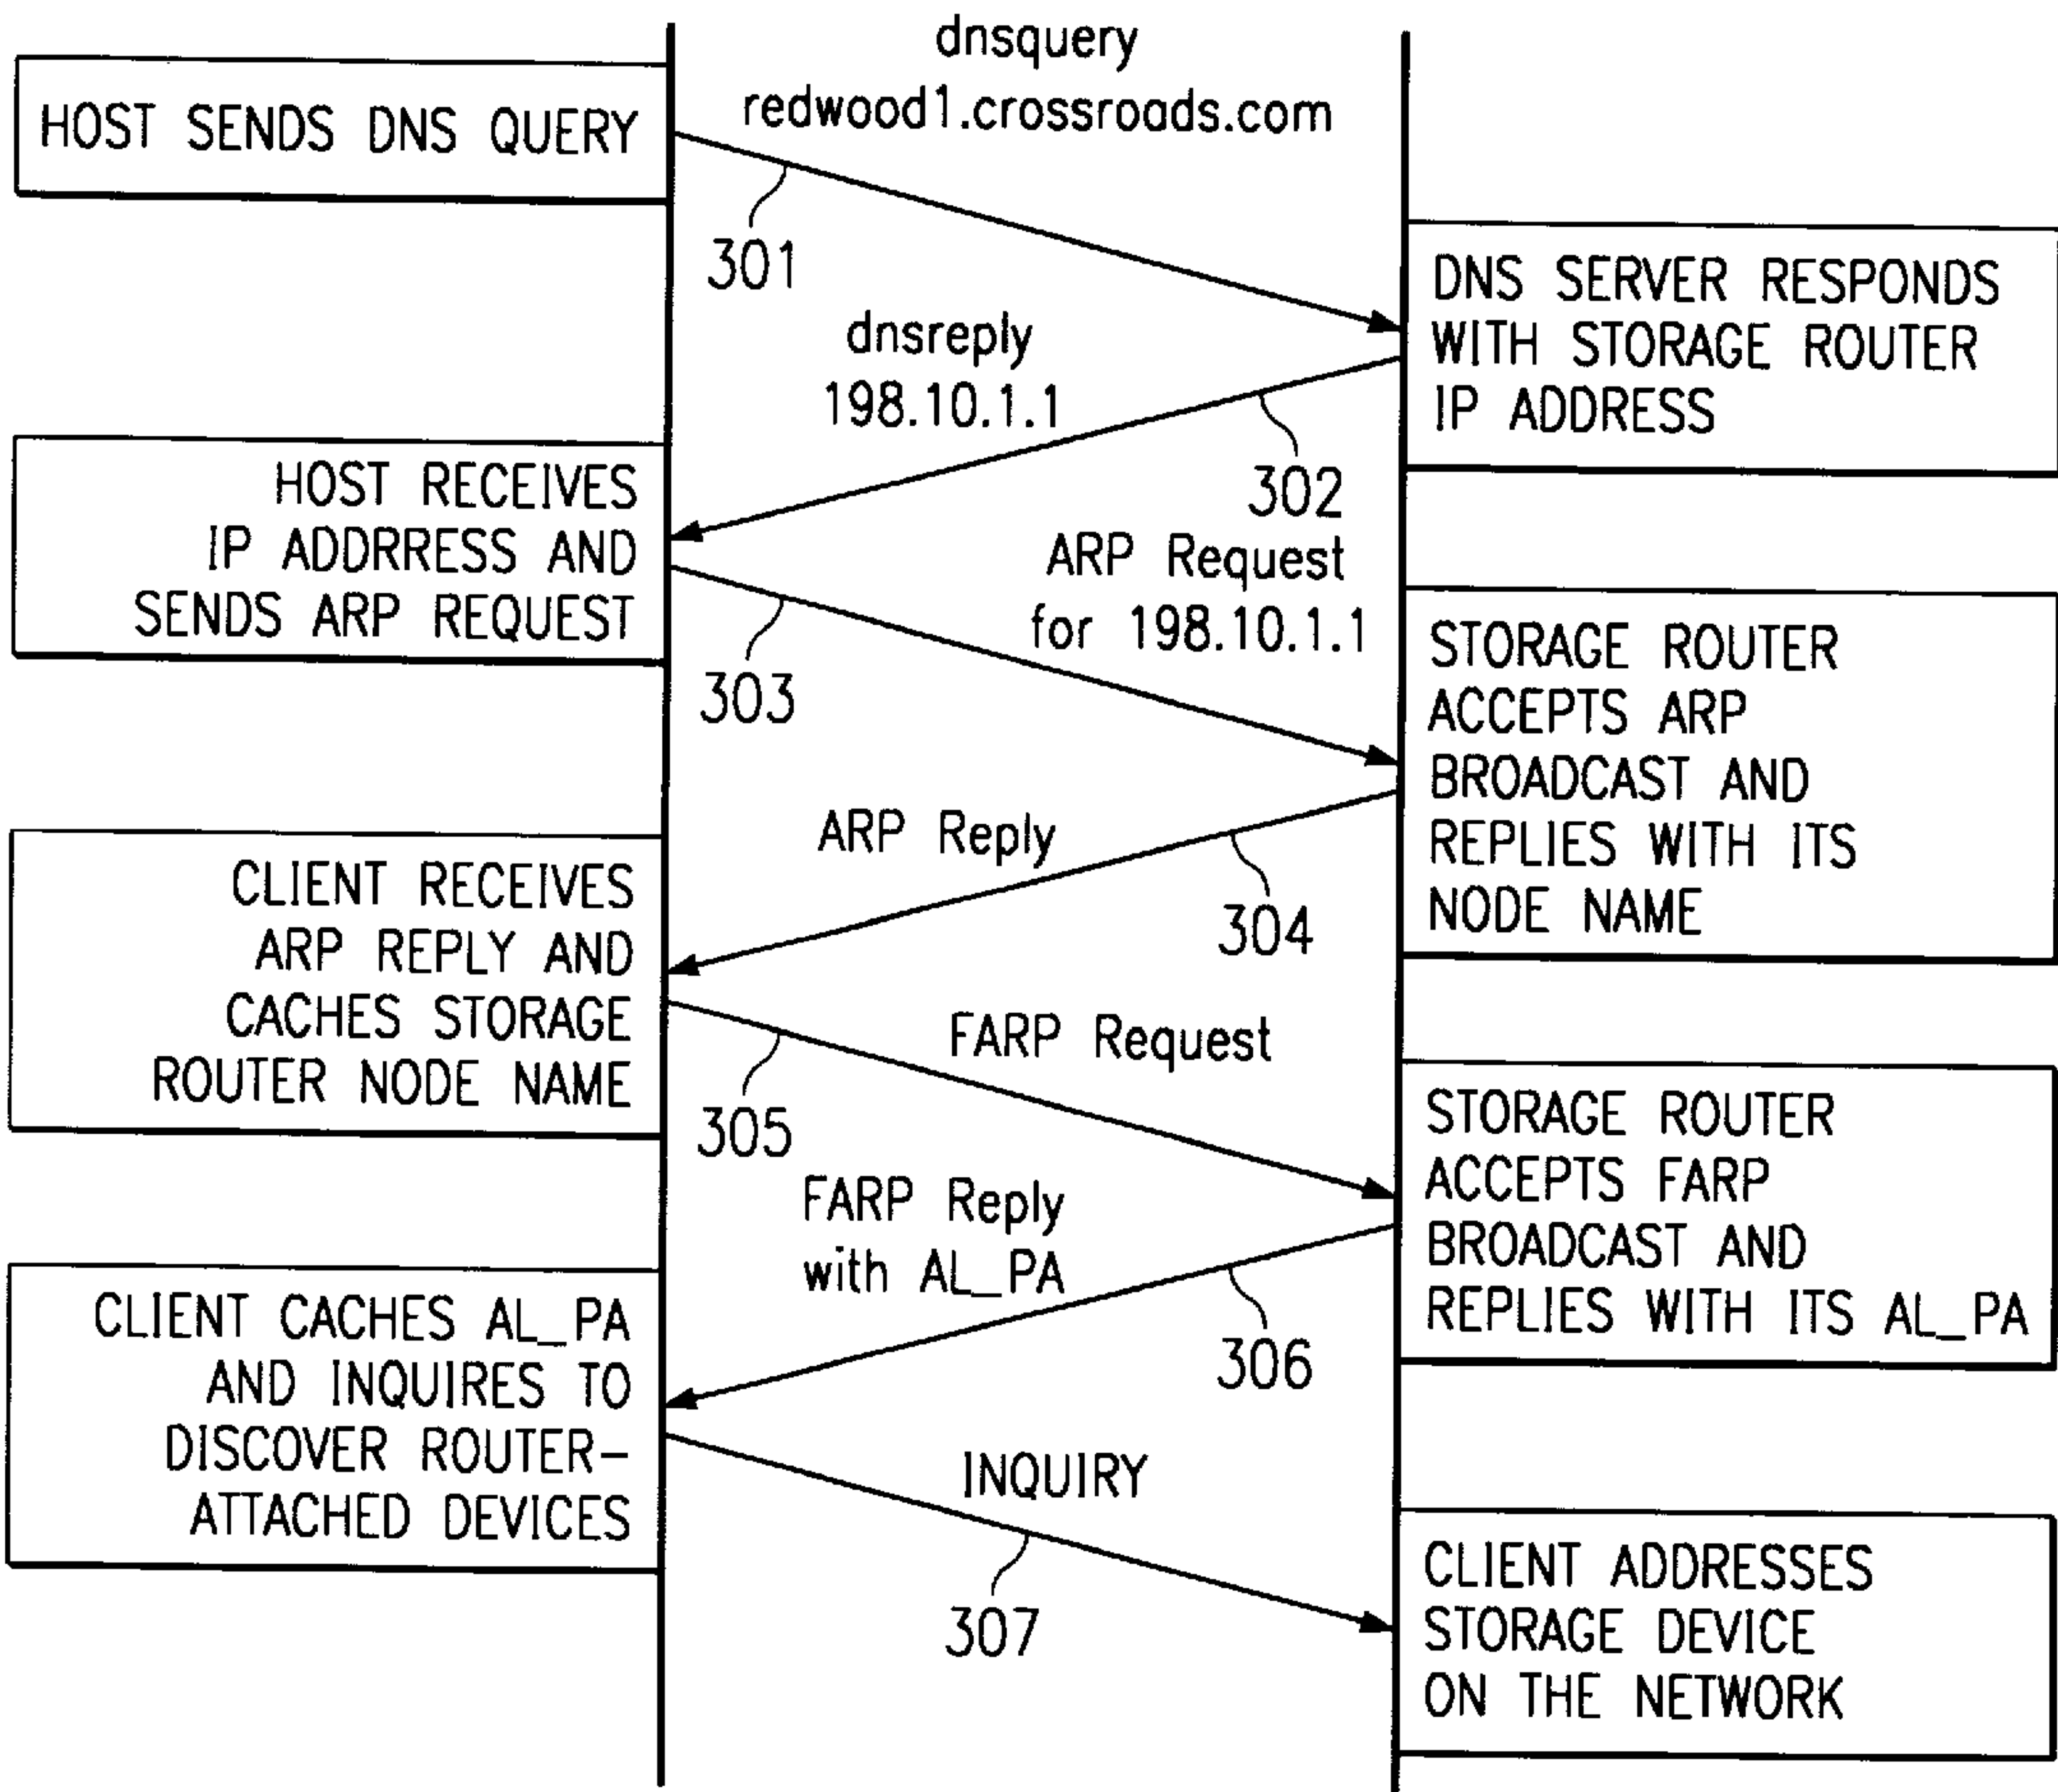 dnsquery
redwood1.crossroads.com
HOST SENDS DNS QUERY
301
DNS SERVER RESPONDS
WITH STORAGE ROUTER
IP ADDRESS
dnsreply
198.10.1.1
302
HOST RECEIVES
IP ADDRRESS AND
SENDS ARP REQUEST
ARP Request
for 198.10.1.1
303
STORAGE ROUTER
ACCEPTS ARP
BROADCAST AND
REPLIES WITH ITS
NODE NAME
ARP Reply
304
CLIENT RECEIVES
ARP REPLY AND
CACHES STORAGE
ROUTER NODE NAME
FARP Request
305
STORAGE ROUTER
ACCEPTS FARP
BROADCAST AND
REPLIES WITH ITS AL_PA
FARP Reply
with AL_PA
306
CLIENT CACHES AL_PA
AND INQUIRES TO
DISCOVER ROUTER-
ATTACHED DEVICES
INQUIRY
307
CLIENT ADDRESSES
STORAGE DEVICE
ON THE NETWORK